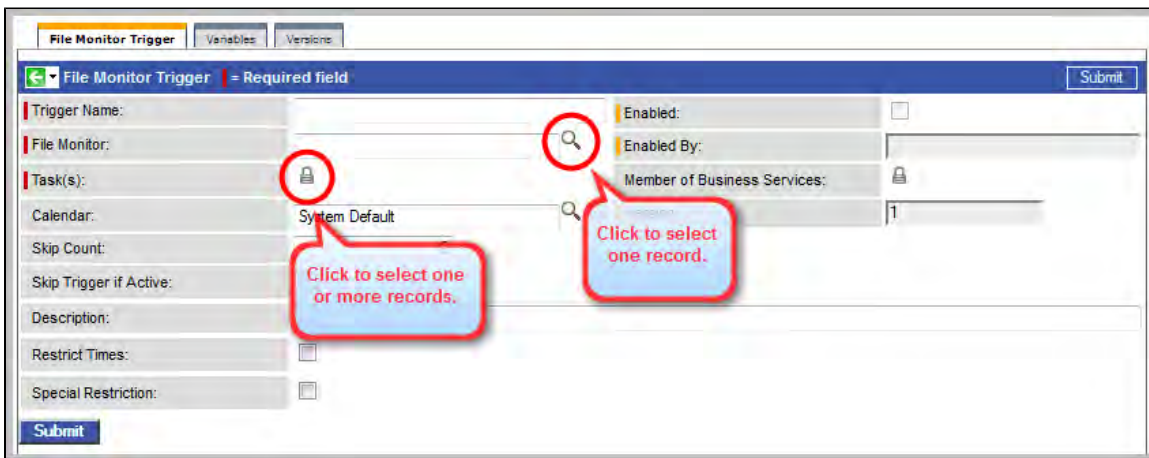 File Monitor Trigger Variables Versions
File Monitor Trigger = Required field Submit
Trigger Name: Enabled:
File Monitor: Enabled By:
Task(s): Member of Business Services:
Calendar: System Default 1
Skip Count:
Skip Trigger if Active:
Description:
Restrict Times:
Special Restriction:
Submit
Click to select one
or more records.
Click to select
one record.